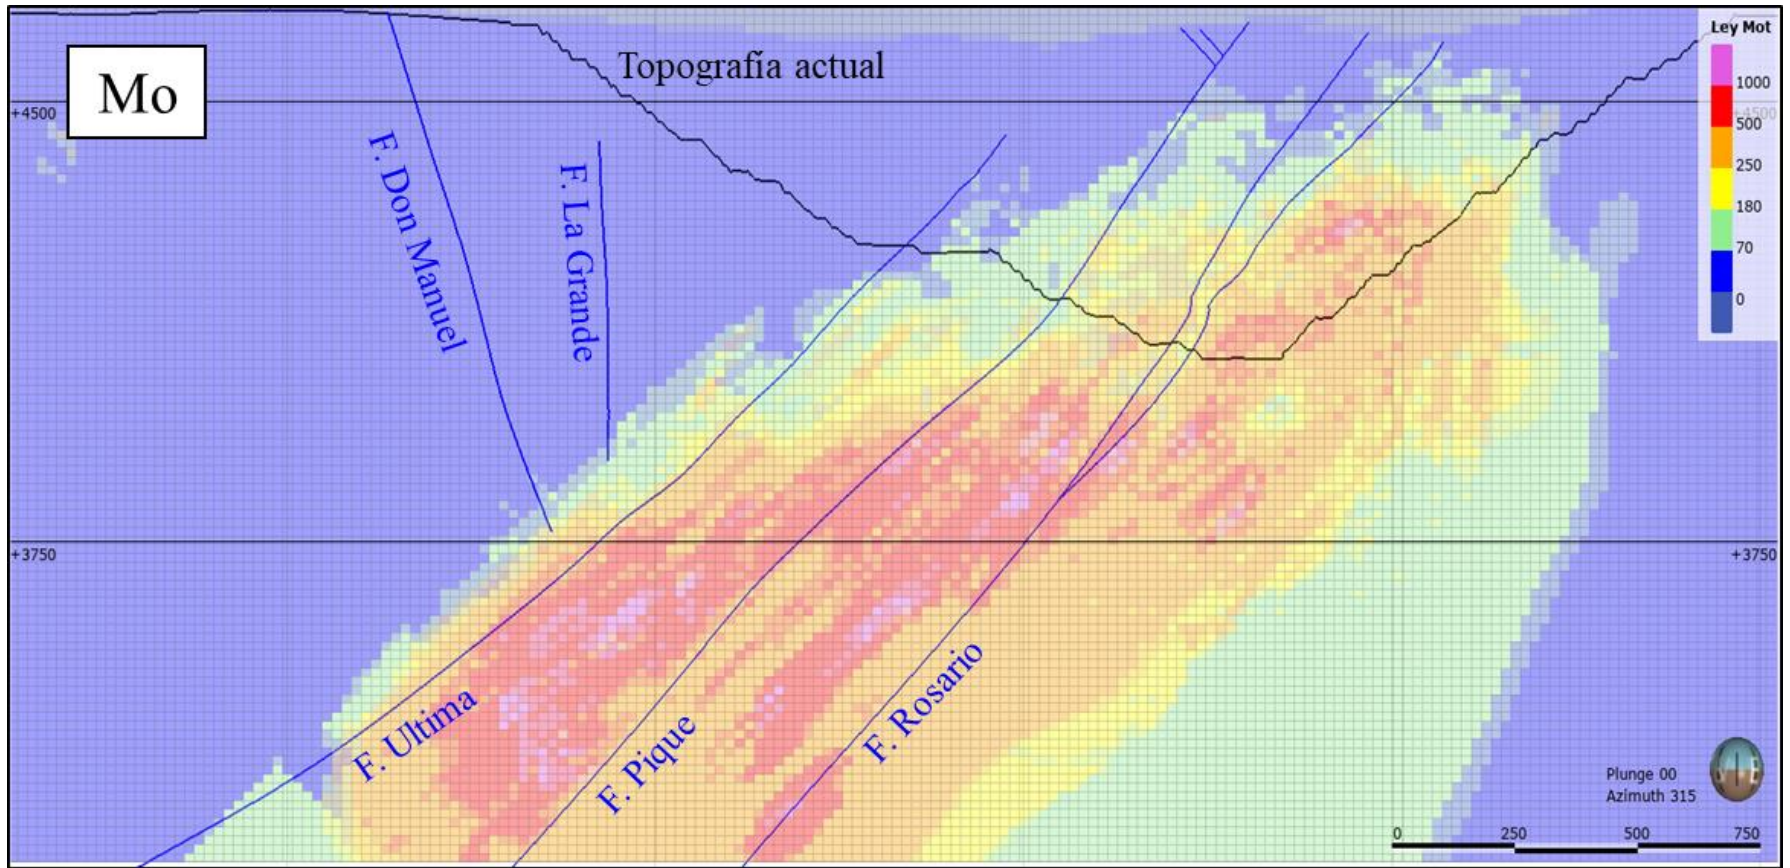 Mo
Topografía actual
Ley Mot
1000
500
250
180
70
0
+4500
+4500
F. Don Manuel
F. La Grande
+3750
+3750
F. Ultima
F. Pique
F. Rosario
Plunge 00
Azimuth 315
0 250 500 750